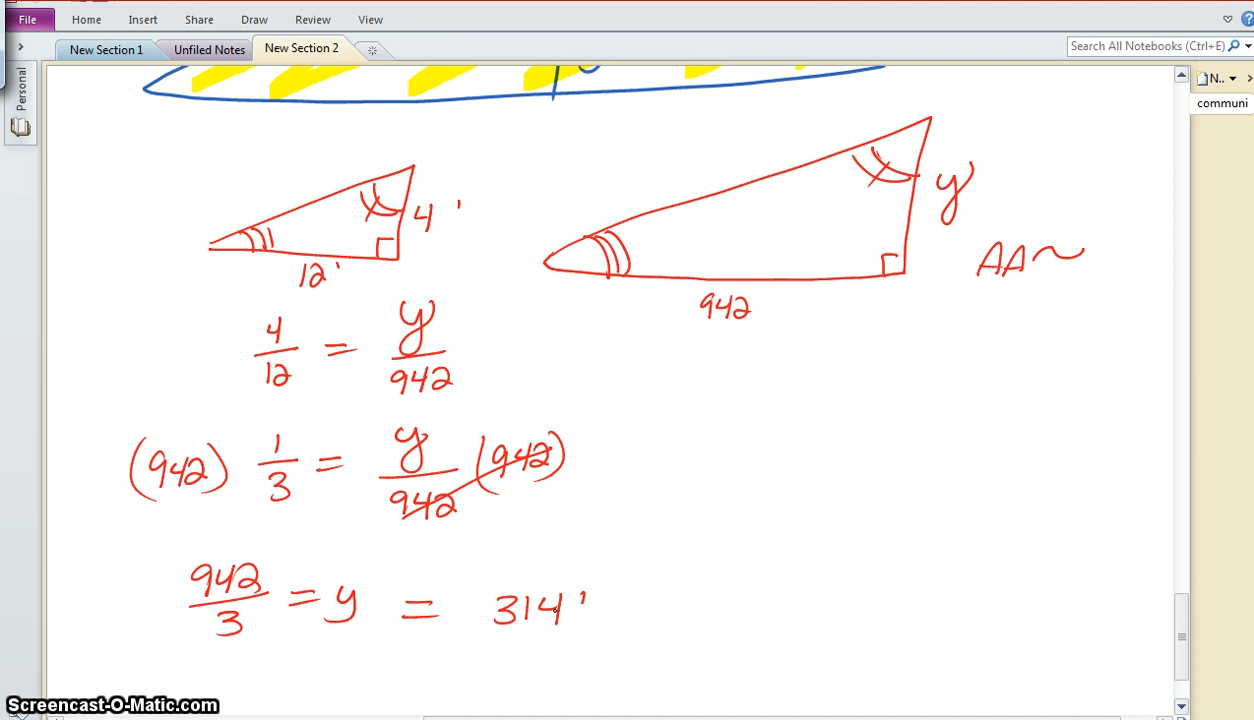 File Home Insert Share Draw Review View
New Section 1 Unfiled Notes New Section 2 Search All Notebooks (Ctrl+E)
Personal
N..
communi
4'
12'
y
942
AA~
4/12 = y/942
(942) 1/3 = y/942 (942)
942/3 = y = 314'
Screencast-O-Matic.com